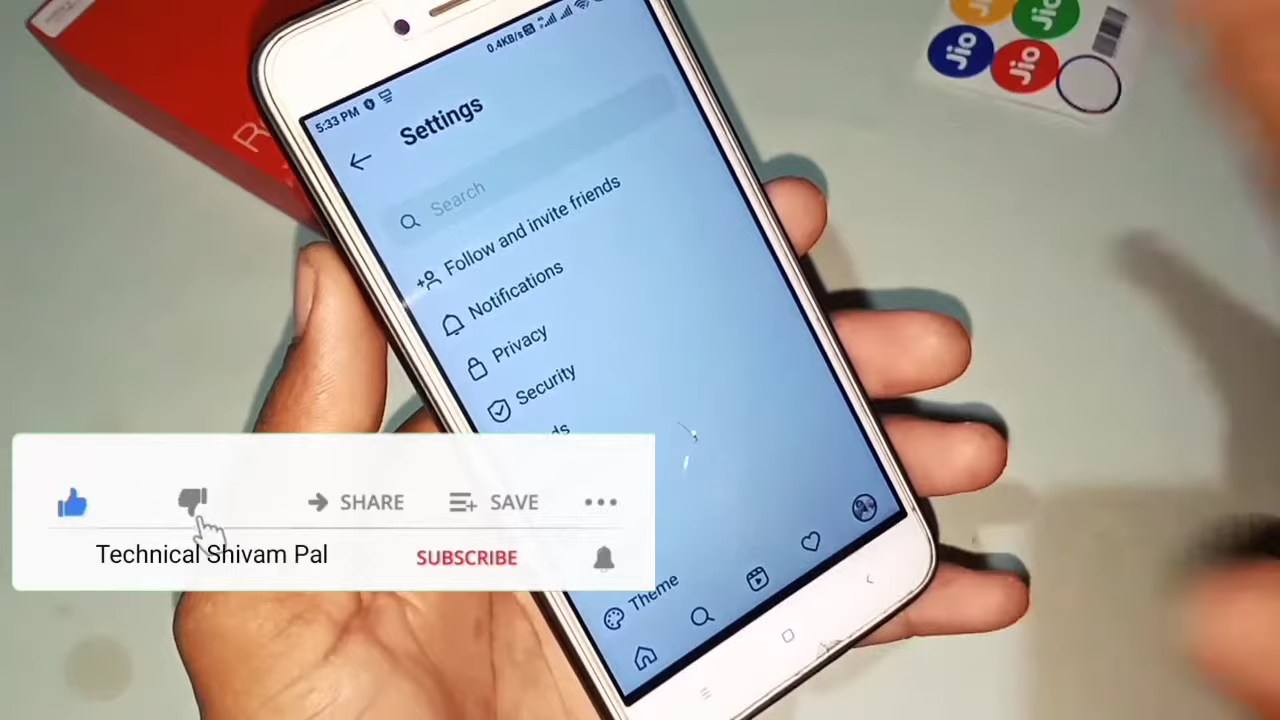 Jio
Jio
Jio
5:33 PM
0.4KB/s
Settings
Search
Follow and invite friends
Notifications
Privacy
Security
ds
SHARE
SAVE
Technical Shivam Pal
SUBSCRIBE
Theme